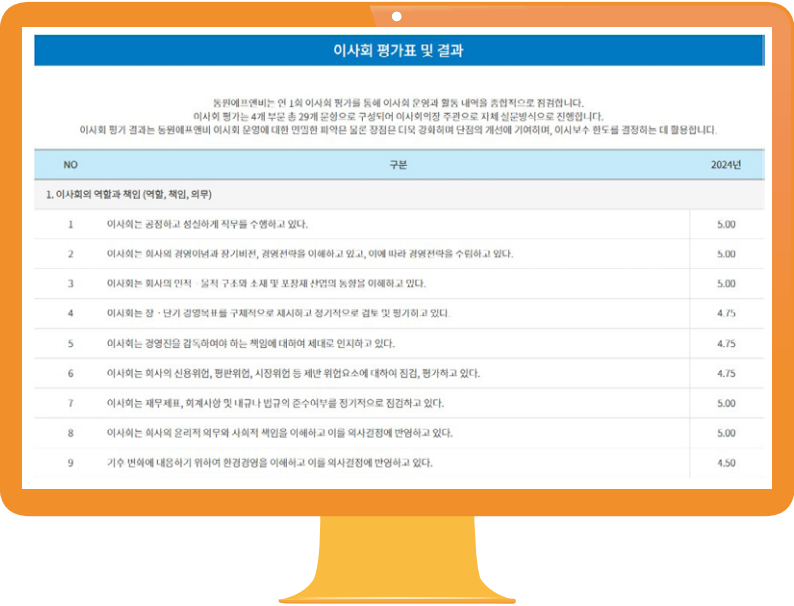 이사회 평가표 및 결과
동원에프앤비는 연 1회 이사회 평가를 통해 이사회 운영과 활동 내역을 종합적으로 점검합니다.
이사회 평가는 4개 부문 총 29개 문항으로 구성되어 이사회의장 주관으로 자체 설문방식으로 진행합니다.
이사회 평가 결과는 동원에프앤비 이사회 운영에 대한 면밀한 파악은 물론 장점은 더욱 강화하며 단점의 개선에 기여하며, 이사보수 한도를 결정하는 데 활용합니다.
NO 구분 2024년
1. 이사회의 역할과 책임 (역할, 책임, 의무)
1 이사회는 공정하고 성실하게 직무를 수행하고 있다. 5.00
2 이사회는 회사의 경영이념과 장기비전, 경영전략을 이해하고 있고, 이에 따라 경영전략을 수립하고 있다. 5.00
3 이사회는 회사의 인적 · 물적 구조와 소재 및 포장재 산업의 동향을 이해하고 있다. 5.00
4 이사회는 장 · 단기 경영목표를 구체적으로 제시하고 정기적으로 검토 및 평가하고 있다. 4.75
5 이사회는 경영진을 감독하여야 하는 책임에 대하여 제대로 인지하고 있다. 4.75
6 이사회는 회사의 신용위험, 평판위험, 시장위험 등 제반 위험요소에 대하여 점검, 평가하고 있다. 4.75
7 이사회는 재무제표, 회계사항 및 내규나 법규의 준수여부를 정기적으로 점검하고 있다. 5.00
8 이사회는 회사의 윤리적 의무와 사회적 책임을 이해하고 이를 의사결정에 반영하고 있다. 5.00
9 기후 변화에 대응하기 위하여 환경경영을 이해하고 이를 의사결정에 반영하고 있다. 4.50